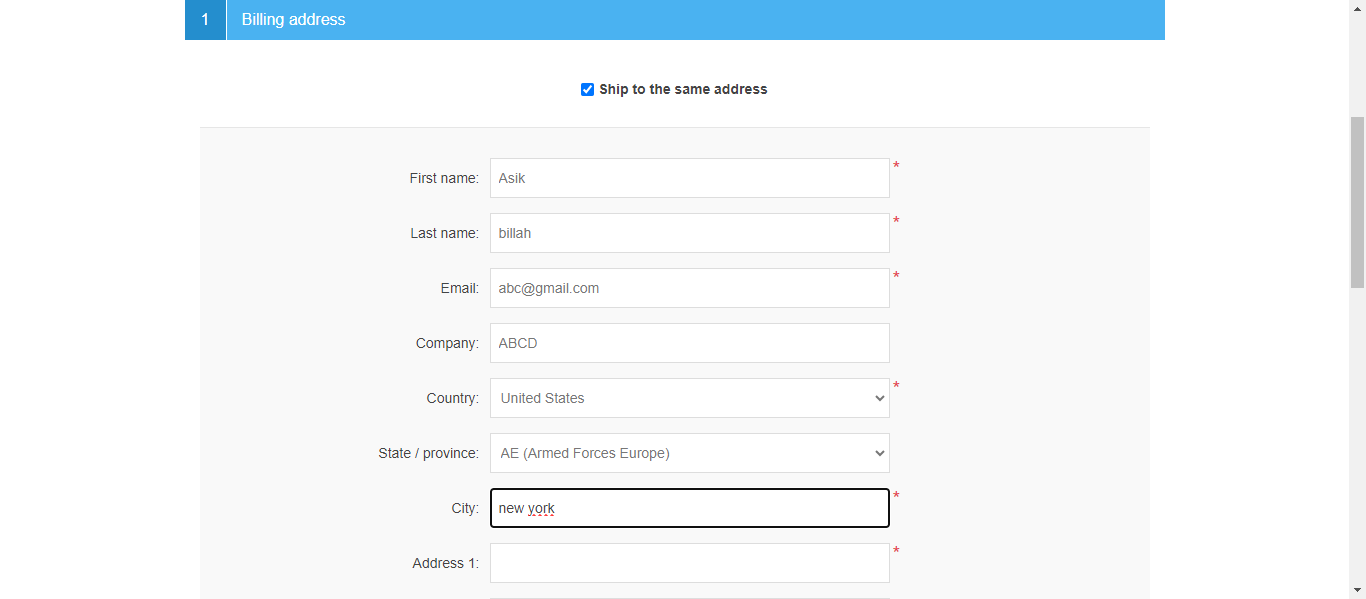 1 Billing address
Ship to the same address
First name: Asik *
Last name: billah *
Email: abc@gmail.com *
Company: ABCD
Country: United States *
State / province: AE (Armed Forces Europe)
City: new york *
Address 1: *